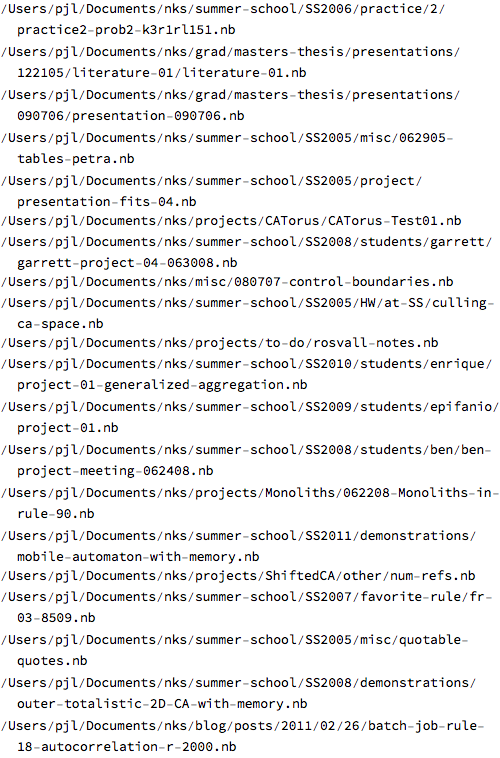 /Users/pjl/Documents/nks/summer-school/SS2006/practice/2/
practice2-prob2-k3r1rl151.nb
/Users/pjl/Documents/nks/grad/masters-thesis/presentations/
122105/literature-01/literature-01.nb
/Users/pjl/Documents/nks/grad/masters-thesis/presentations/
090706/presentation-090706.nb
/Users/pjl/Documents/nks/summer-school/SS2005/misc/062905-
tables-petra.nb
/Users/pjl/Documents/nks/summer-school/SS2005/project/
presentation-fits-04.nb
/Users/pjl/Documents/nks/projects/CATorus/CATorus-Test01.nb
/Users/pjl/Documents/nks/summer-school/SS2008/students/garrett/
garrett-project-04-063008.nb
/Users/pjl/Documents/nks/misc/080707-control-boundaries.nb
/Users/pjl/Documents/nks/summer-school/SS2005/HW/at-SS/culling-
ca-space.nb
/Users/pjl/Documents/nks/projects/to-do/rosvall-notes.nb
/Users/pjl/Documents/nks/summer-school/SS2010/students/enrique/
project-01-generalized-aggregation.nb
/Users/pjl/Documents/nks/summer-school/SS2009/students/epifanio/
project-01.nb
/Users/pjl/Documents/nks/summer-school/SS2008/students/ben/ben-
project-meeting-062408.nb
/Users/pjl/Documents/nks/projects/Monoliths/062208-Monoliths-in-
rule-90.nb
/Users/pjl/Documents/nks/summer-school/SS2011/demonstrations/
mobile-automaton-with-memory.nb
/Users/pjl/Documents/nks/projects/ShiftedCA/other/num-refs.nb
/Users/pjl/Documents/nks/summer-school/SS2007/favorite-rule/fr-
03-8509.nb
/Users/pjl/Documents/nks/summer-school/SS2005/misc/quotable-
quotes.nb
/Users/pjl/Documents/nks/summer-school/SS2008/demonstrations/
outer-totalistic-2D-CA-with-memory.nb
/Users/pjl/Documents/nks/blog/posts/2011/02/26/batch-job-rule-
18-autocorrelation-r-2000.nb